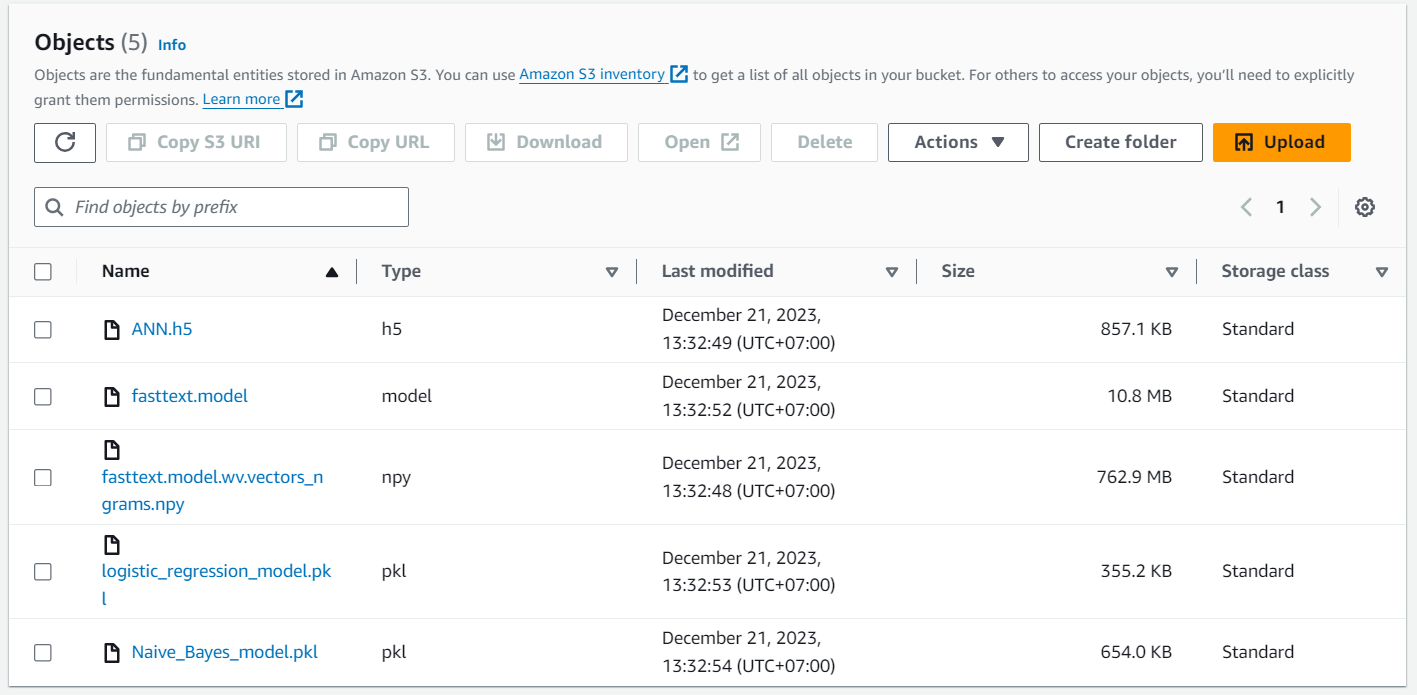 Objects (5) Info
Objects are the fundamental entities stored in Amazon S3. You can use Amazon S3 inventory to get a list of all objects in your bucket. For others to access your objects, you’ll need to explicitly
grant them permissions. Learn more
Copy S3 URI Copy URL Download Open Delete Actions Create folder Upload
Find objects by prefix 1
Name Type Last modified Size Storage class
ANN.h5 h5 December 21, 2023, 857.1 KB Standard
13:32:49 (UTC+07:00)
fasttext.model model December 21, 2023, 10.8 MB Standard
13:32:52 (UTC+07:00)
fasttext.model.wv.vectors_n npy December 21, 2023, 762.9 MB Standard
grams.npy 13:32:48 (UTC+07:00)
logistic_regression_model.pk pkl December 21, 2023, 355.2 KB Standard
l 13:32:53 (UTC+07:00)
Naive_Bayes_model.pkl pkl December 21, 2023, 654.0 KB Standard
13:32:54 (UTC+07:00)